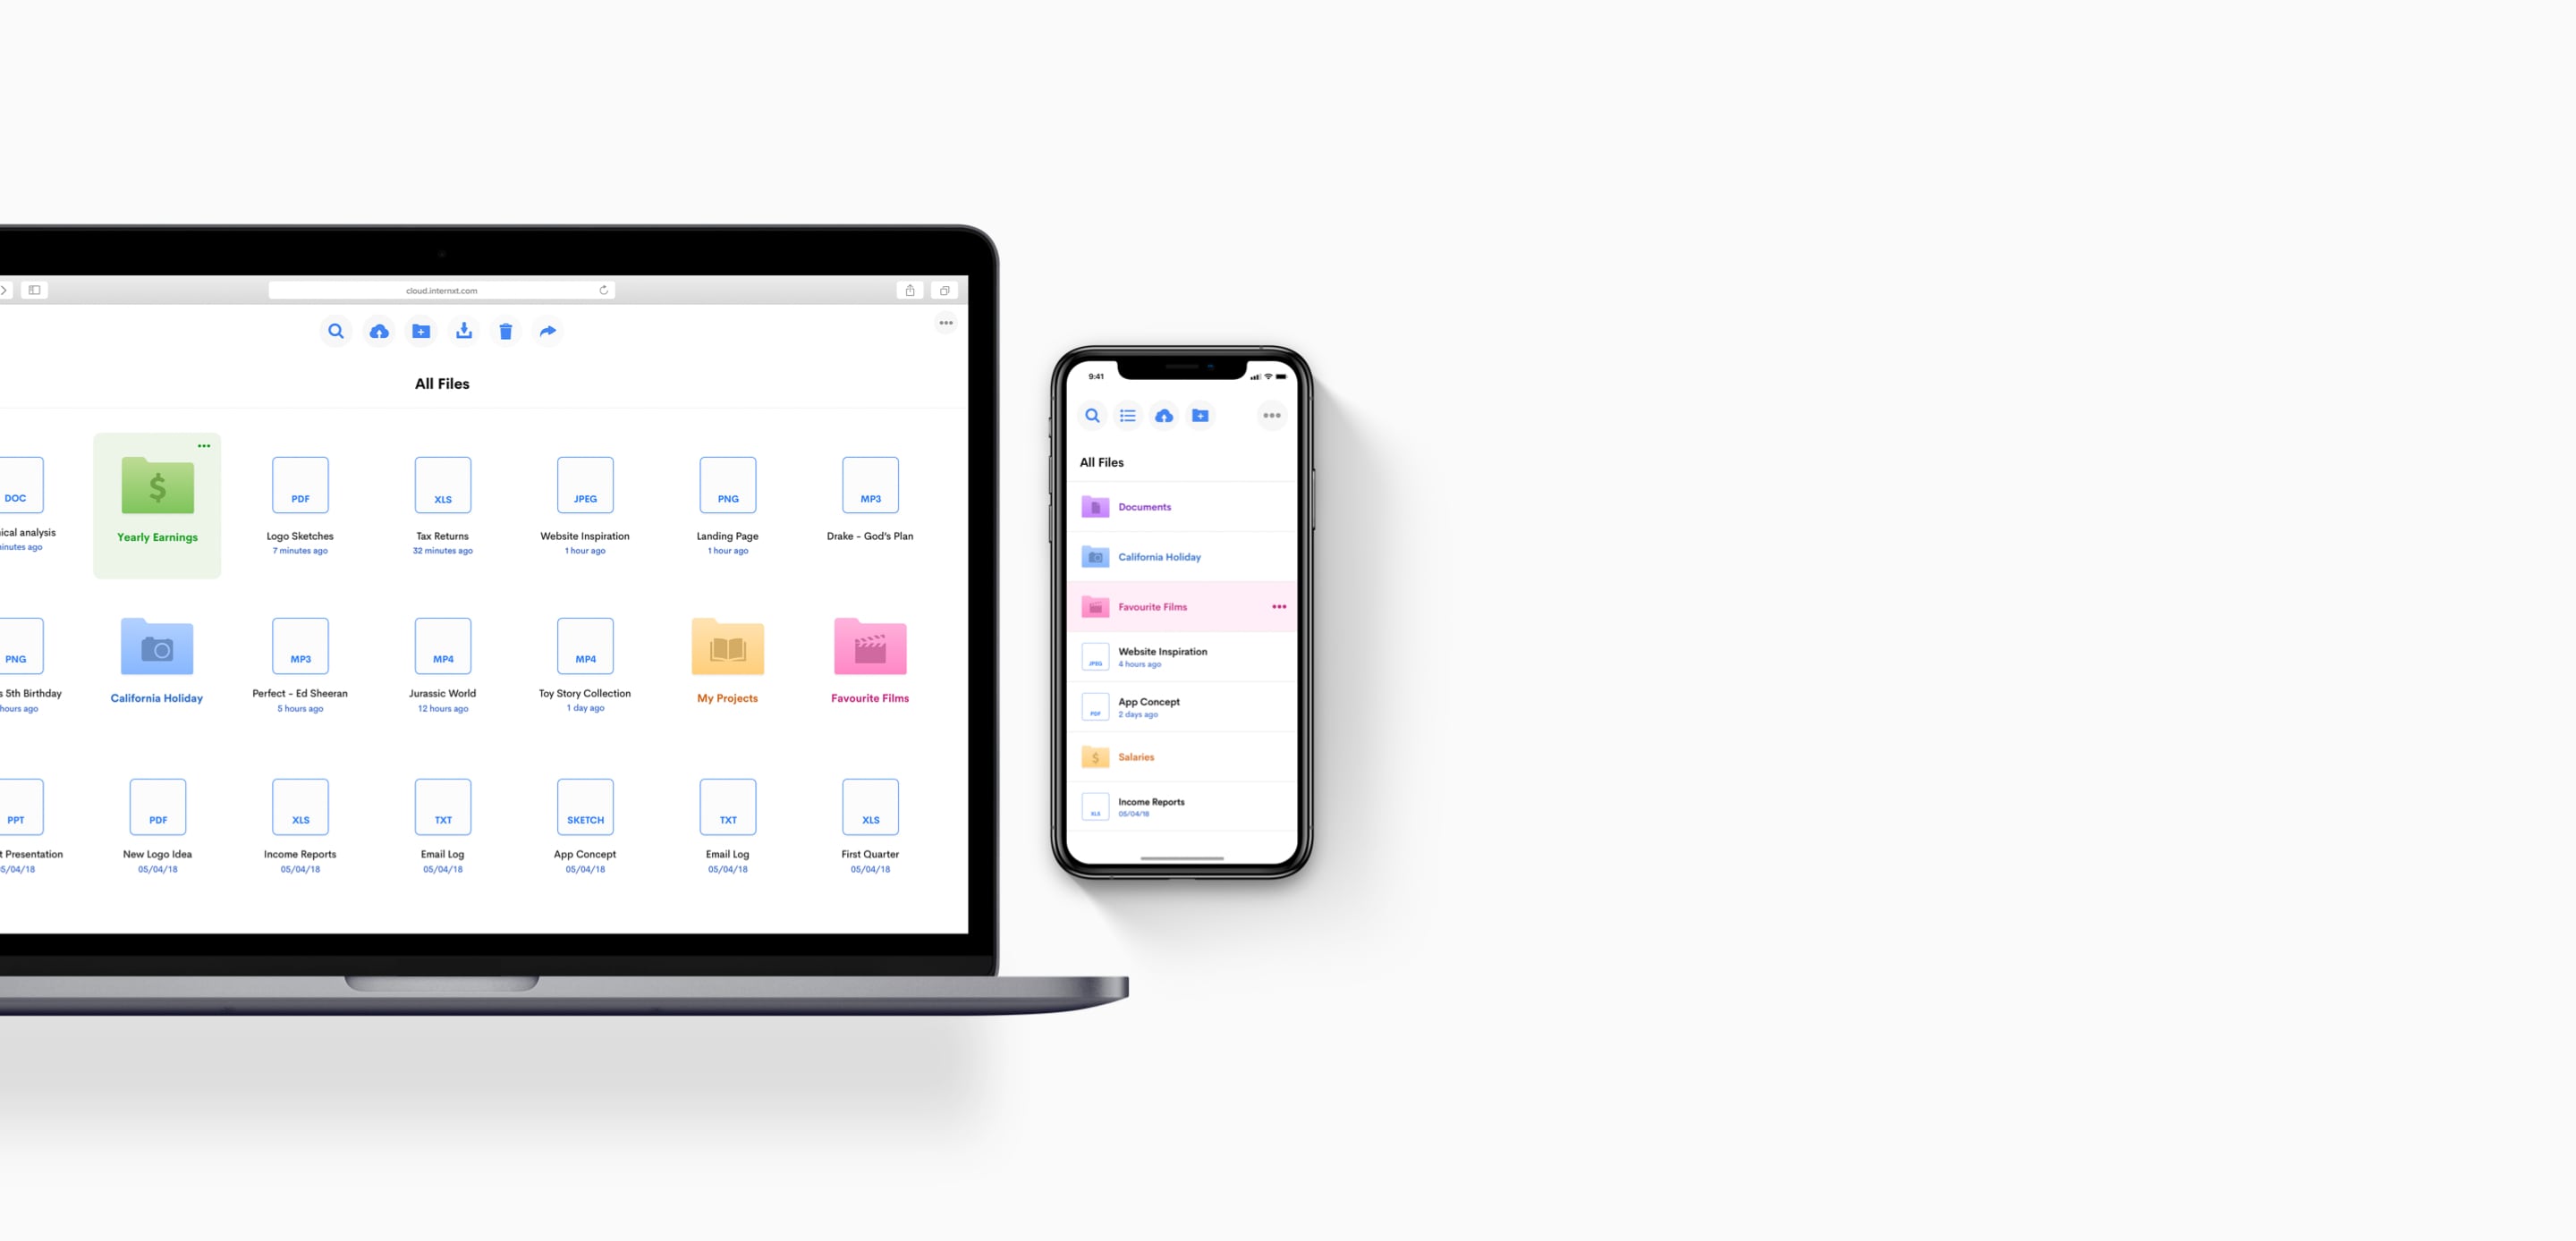 cloud.internxt.com
All Files
DOC
PDF
XLS
JPEG
PNG
MP3
ical analysis
Yearly Earnings
Logo Sketches
Tax Returns
Website Inspiration
Landing Page
Drake - God's Plan
inutes ago
7 minutes ago
32 minutes ago
1 hour ago
1 hour ago
PNG
MP3
MP4
MP4
s 5th Birthday
California Holiday
Perfect - Ed Sheeran
Jurassic World
Toy Story Collection
My Projects
Favourite Films
hours ago
5 hours ago
12 hours ago
1 day ago
PPT
PDF
XLS
TXT
SKETCH
TXT
XLS
t Presentation
New Logo Idea
Income Reports
Email Log
App Concept
Email Log
First Quarter
5/04/18
05/04/18
05/04/18
05/04/18
05/04/18
05/04/18
05/04/18
9:41
All Files
Documents
California Holiday
Favourite Films
JPEG
Website Inspiration
4 hours ago
PDF
App Concept
2 days ago
Salaries
XLS
Income Reports
05/04/18